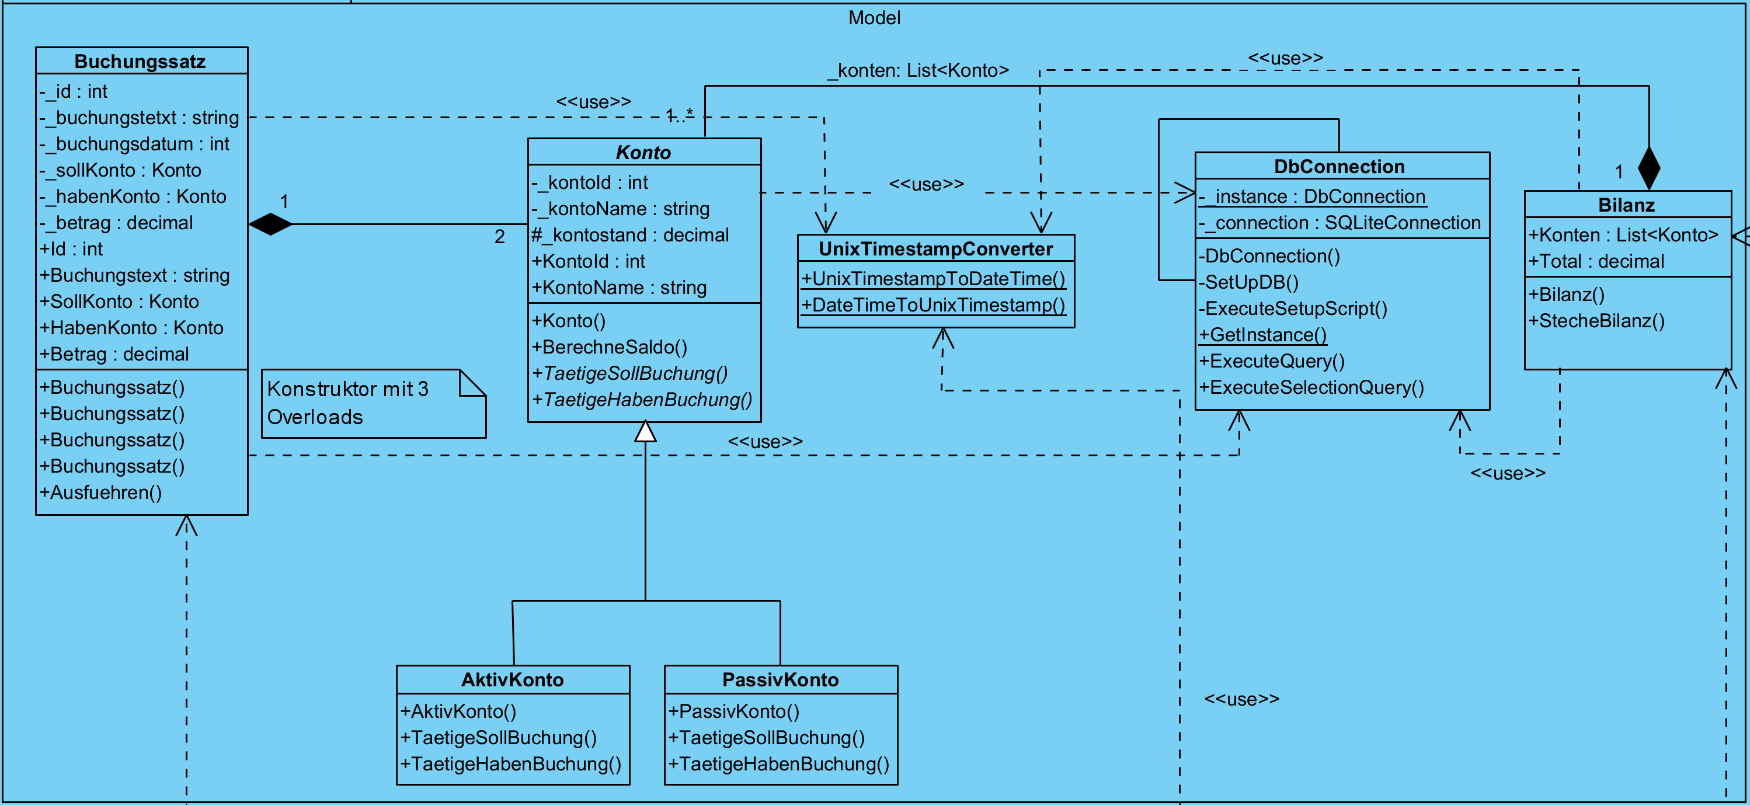 Model
Buchungssatz
-_id : int
-_buchungstetxt : string
-_buchungsdatum : int
-_sollKonto : Konto
-_habenKonto : Konto
-_betrag : decimal
+Id : int
+Buchungstext : string
+SollKonto : Konto
+HabenKonto : Konto
+Betrag : decimal
+Buchungssatz()
+Buchungssatz()
+Buchungssatz()
+Buchungssatz()
+Ausfuehren()
Konstruktor mit 3
Overloads
<<use>>
1
2
1..*
_konten: List<Konto>
Konto
-_kontoId : int
-_kontoName : string
#_kontostand : decimal
+KontoId : int
+KontoName : string
+Konto()
+BerechneSaldo()
+TaetigeSollBuchung()
+TaetigeHabenBuchung()
<<use>>
<<use>>
<<use>>
UnixTimestampConverter
+UnixTimestampToDateTime()
+DateTimeToUnixTimestamp()
DbConnection
-_instance : DbConnection
-_connection : SQLiteConnection
-DbConnection()
-SetUpDB()
-ExecuteSetupScript()
+GetInstance()
+ExecuteQuery()
+ExecuteSelectionQuery()
1
Bilanz
+Konten : List<Konto>
+Total : decimal
+Bilanz()
+StecheBilanz()
<<use>>
AktivKonto
+AktivKonto()
+TaetigeSollBuchung()
+TaetigeHabenBuchung()
PassivKonto
+PassivKonto()
+TaetigeSollBuchung()
+TaetigeHabenBuchung()
<<use>>